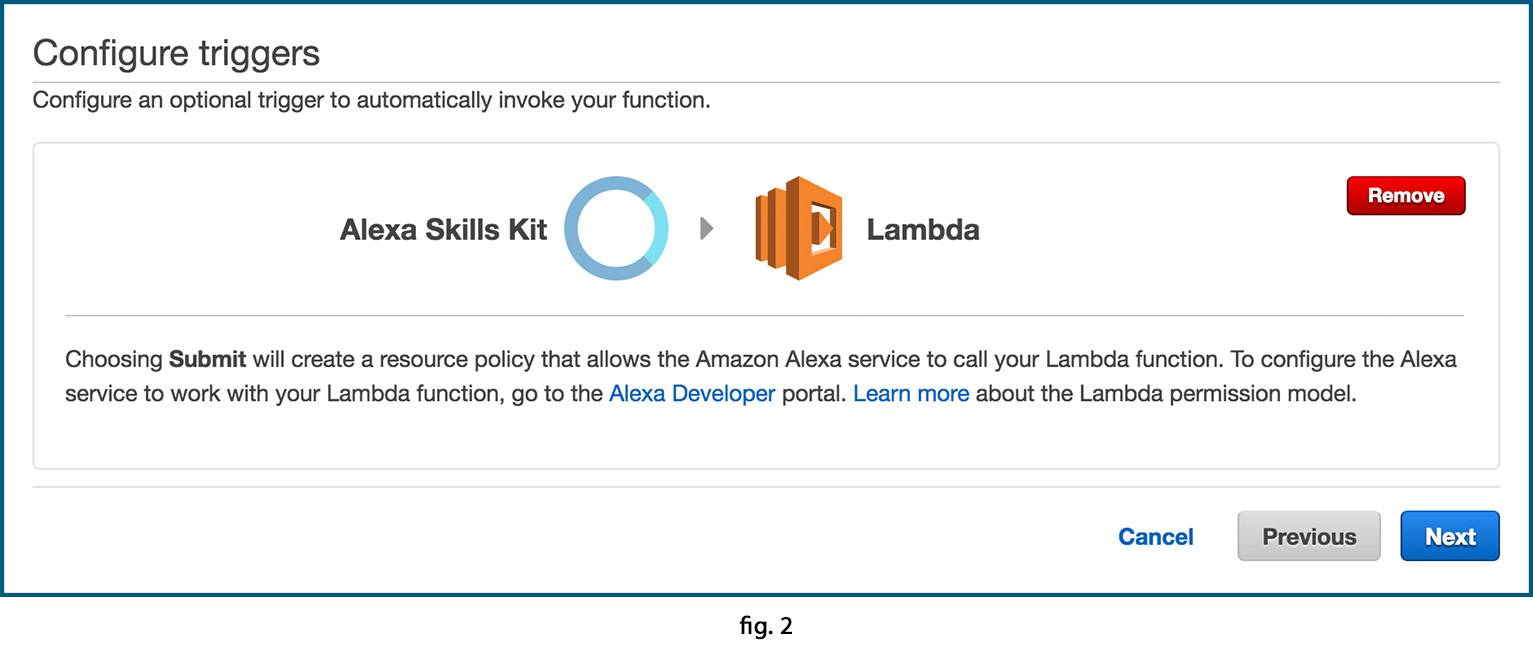 Configure triggers
Configure an optional trigger to automatically invoke your function.
Remove
Alexa Skills Kit
Lambda
Choosing Submit will create a resource policy that allows the Amazon Alexa service to call your Lambda function. To configure the Alexa
service to work with your Lambda function, go to the Alexa Developer portal. Learn more about the Lambda permission model.
Cancel
Previous
Next
fig. 2